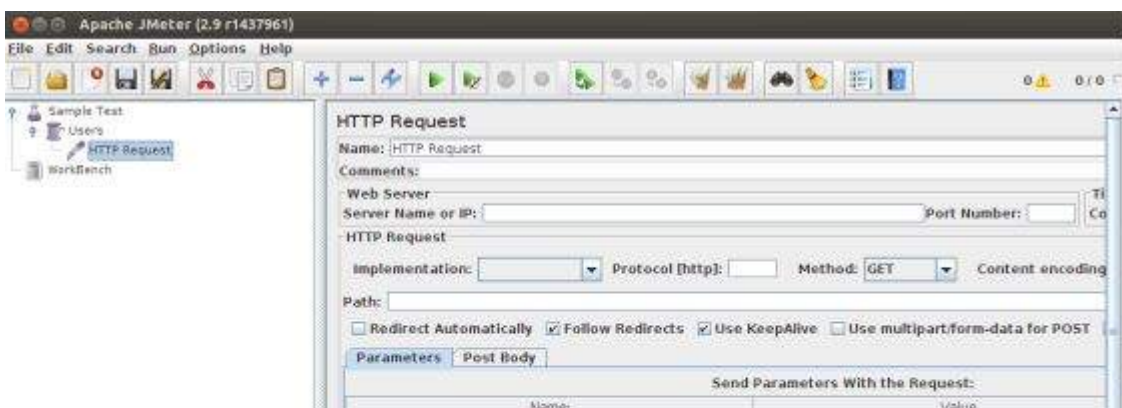 Apache JMeter (2.9 r1437961)
File Edit Search Run Options Help
0 0 / 0
Sample Test
Users
HTTP Request
WorkBench
HTTP Request
Name: HTTP Request
Comments:
Web Server
Ti
Server Name or IP: Port Number: Co
HTTP Request
Implementation: Protocol [http]: Method: GET Content encoding
Path:
Redirect Automatically Follow Redirects Use KeepAlive Use multipart/form-data for POST
Parameters Post Body
Send Parameters With the Request:
Name: Value